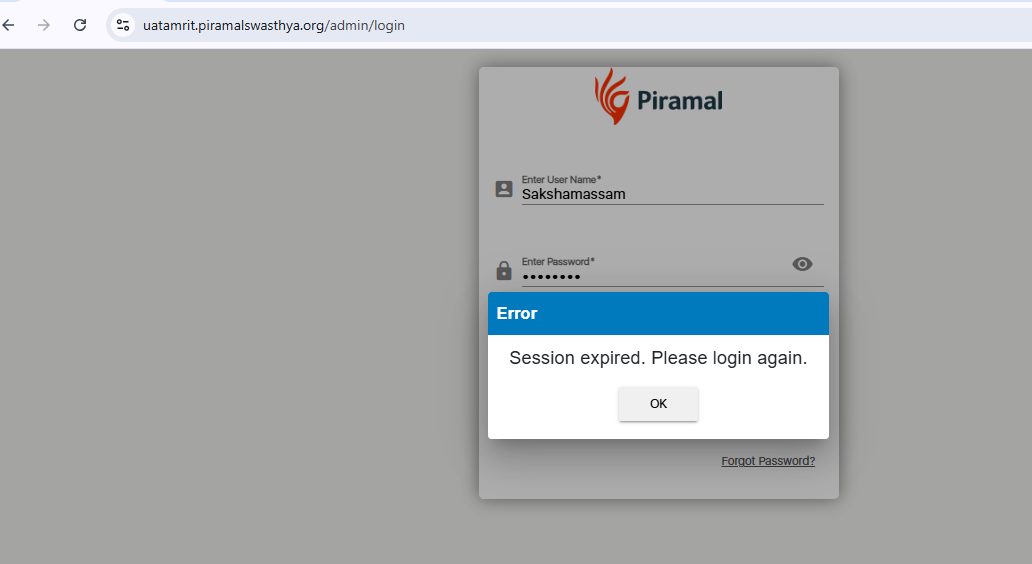 uatamrit.piramalswasthya.org/admin/login
Piramal
Enter User Name*
Sakshamassam
Enter Password*
••••••••
Error
Session expired. Please login again.
OK
Forgot Password?